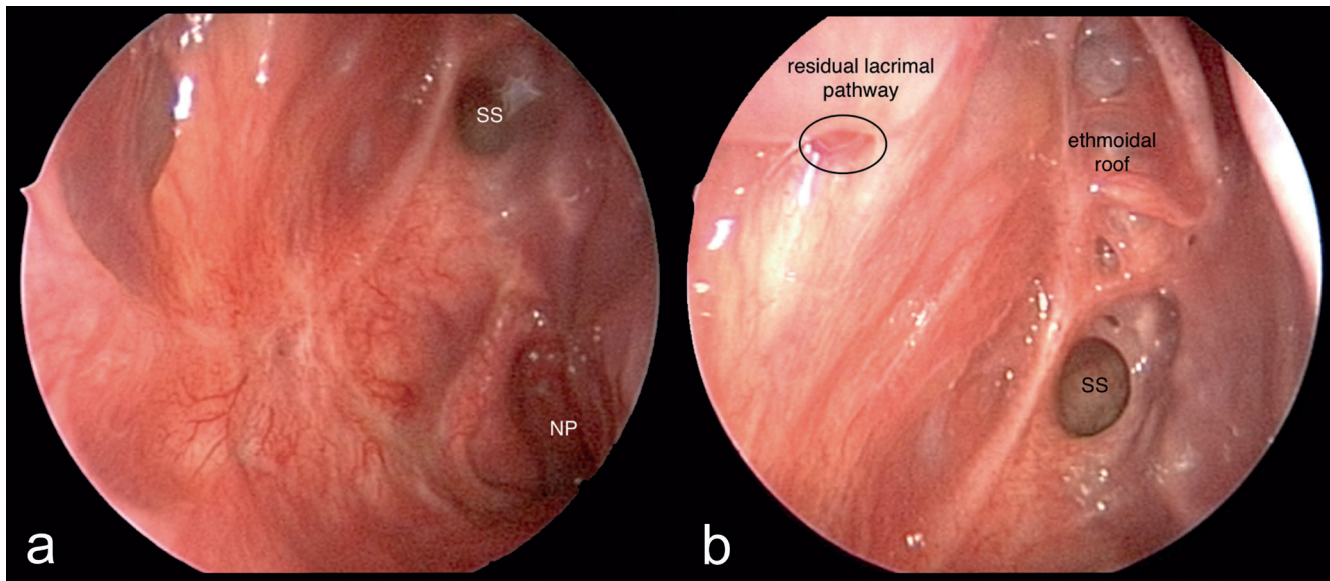 SS
NP
a
residual lacrimal
pathway
ethmoidal
roof
SS
b